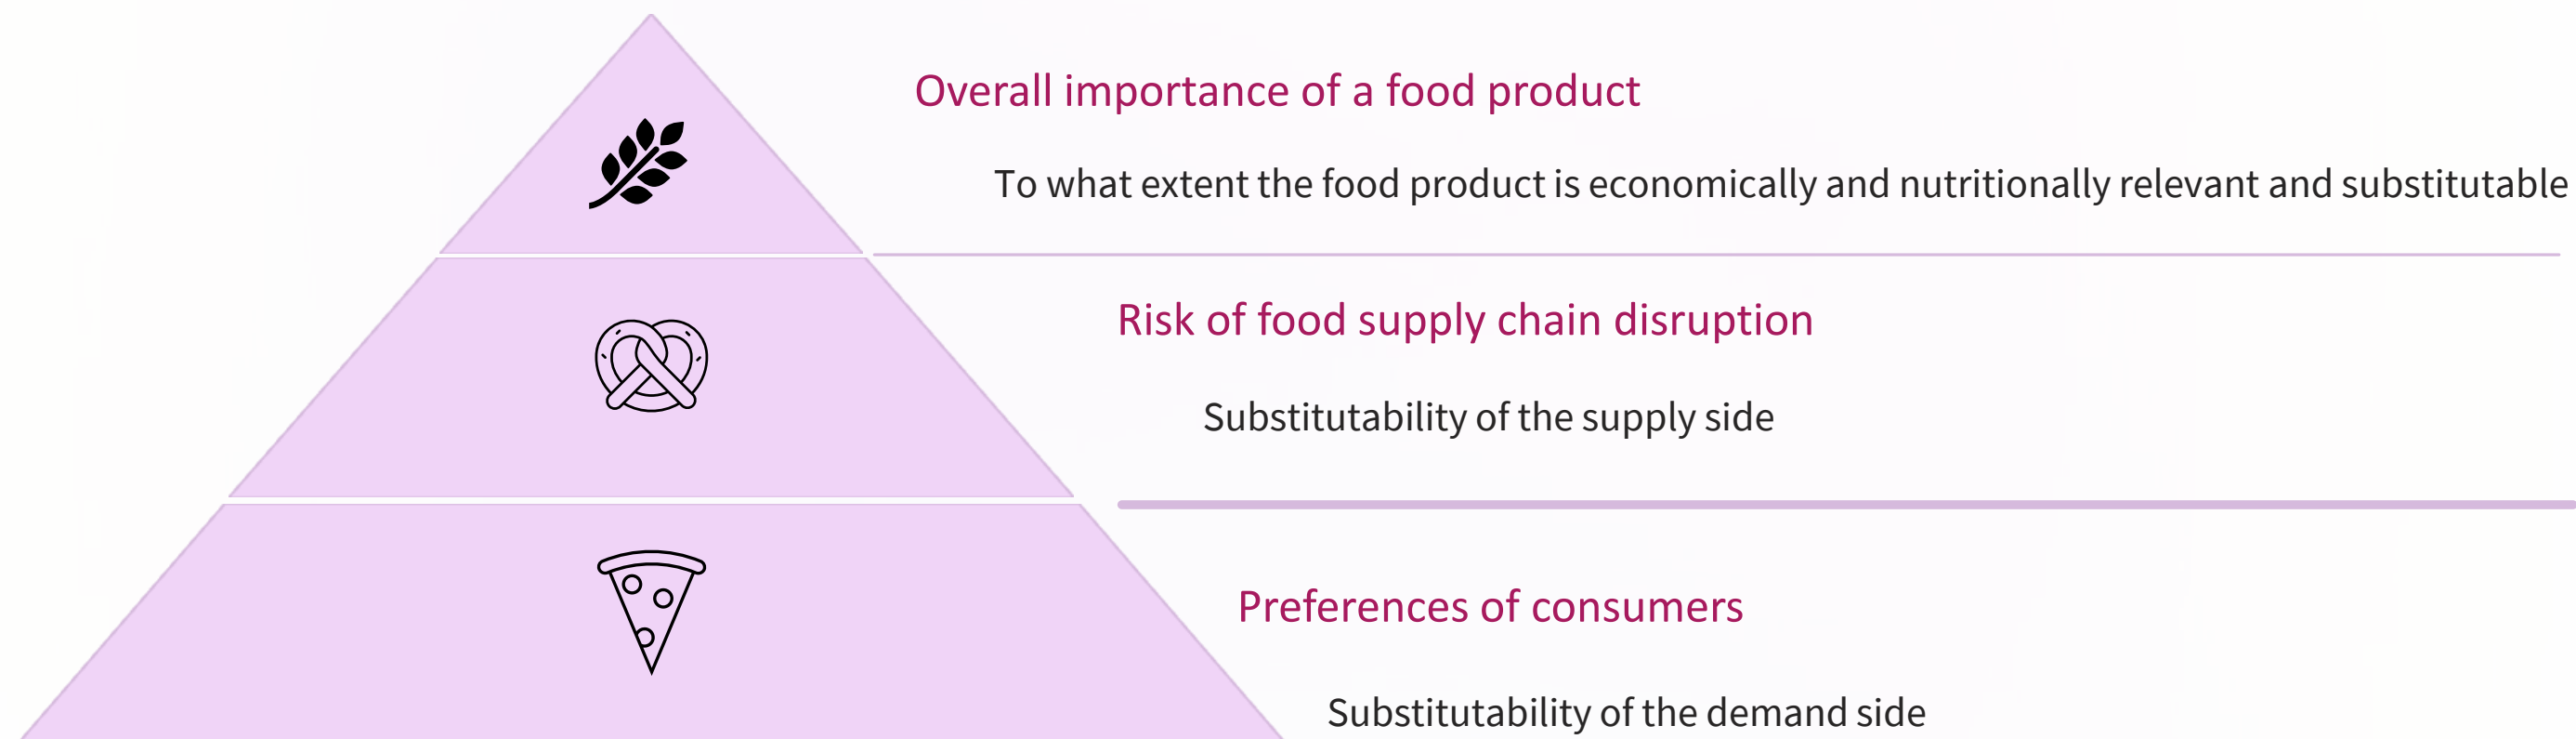 Overall importance of a food product
To what extent the food product is economically and nutritionally relevant and substitutable
Risk of food supply chain disruption
Substitutability of the supply side
Preferences of consumers
Substitutability of the demand side